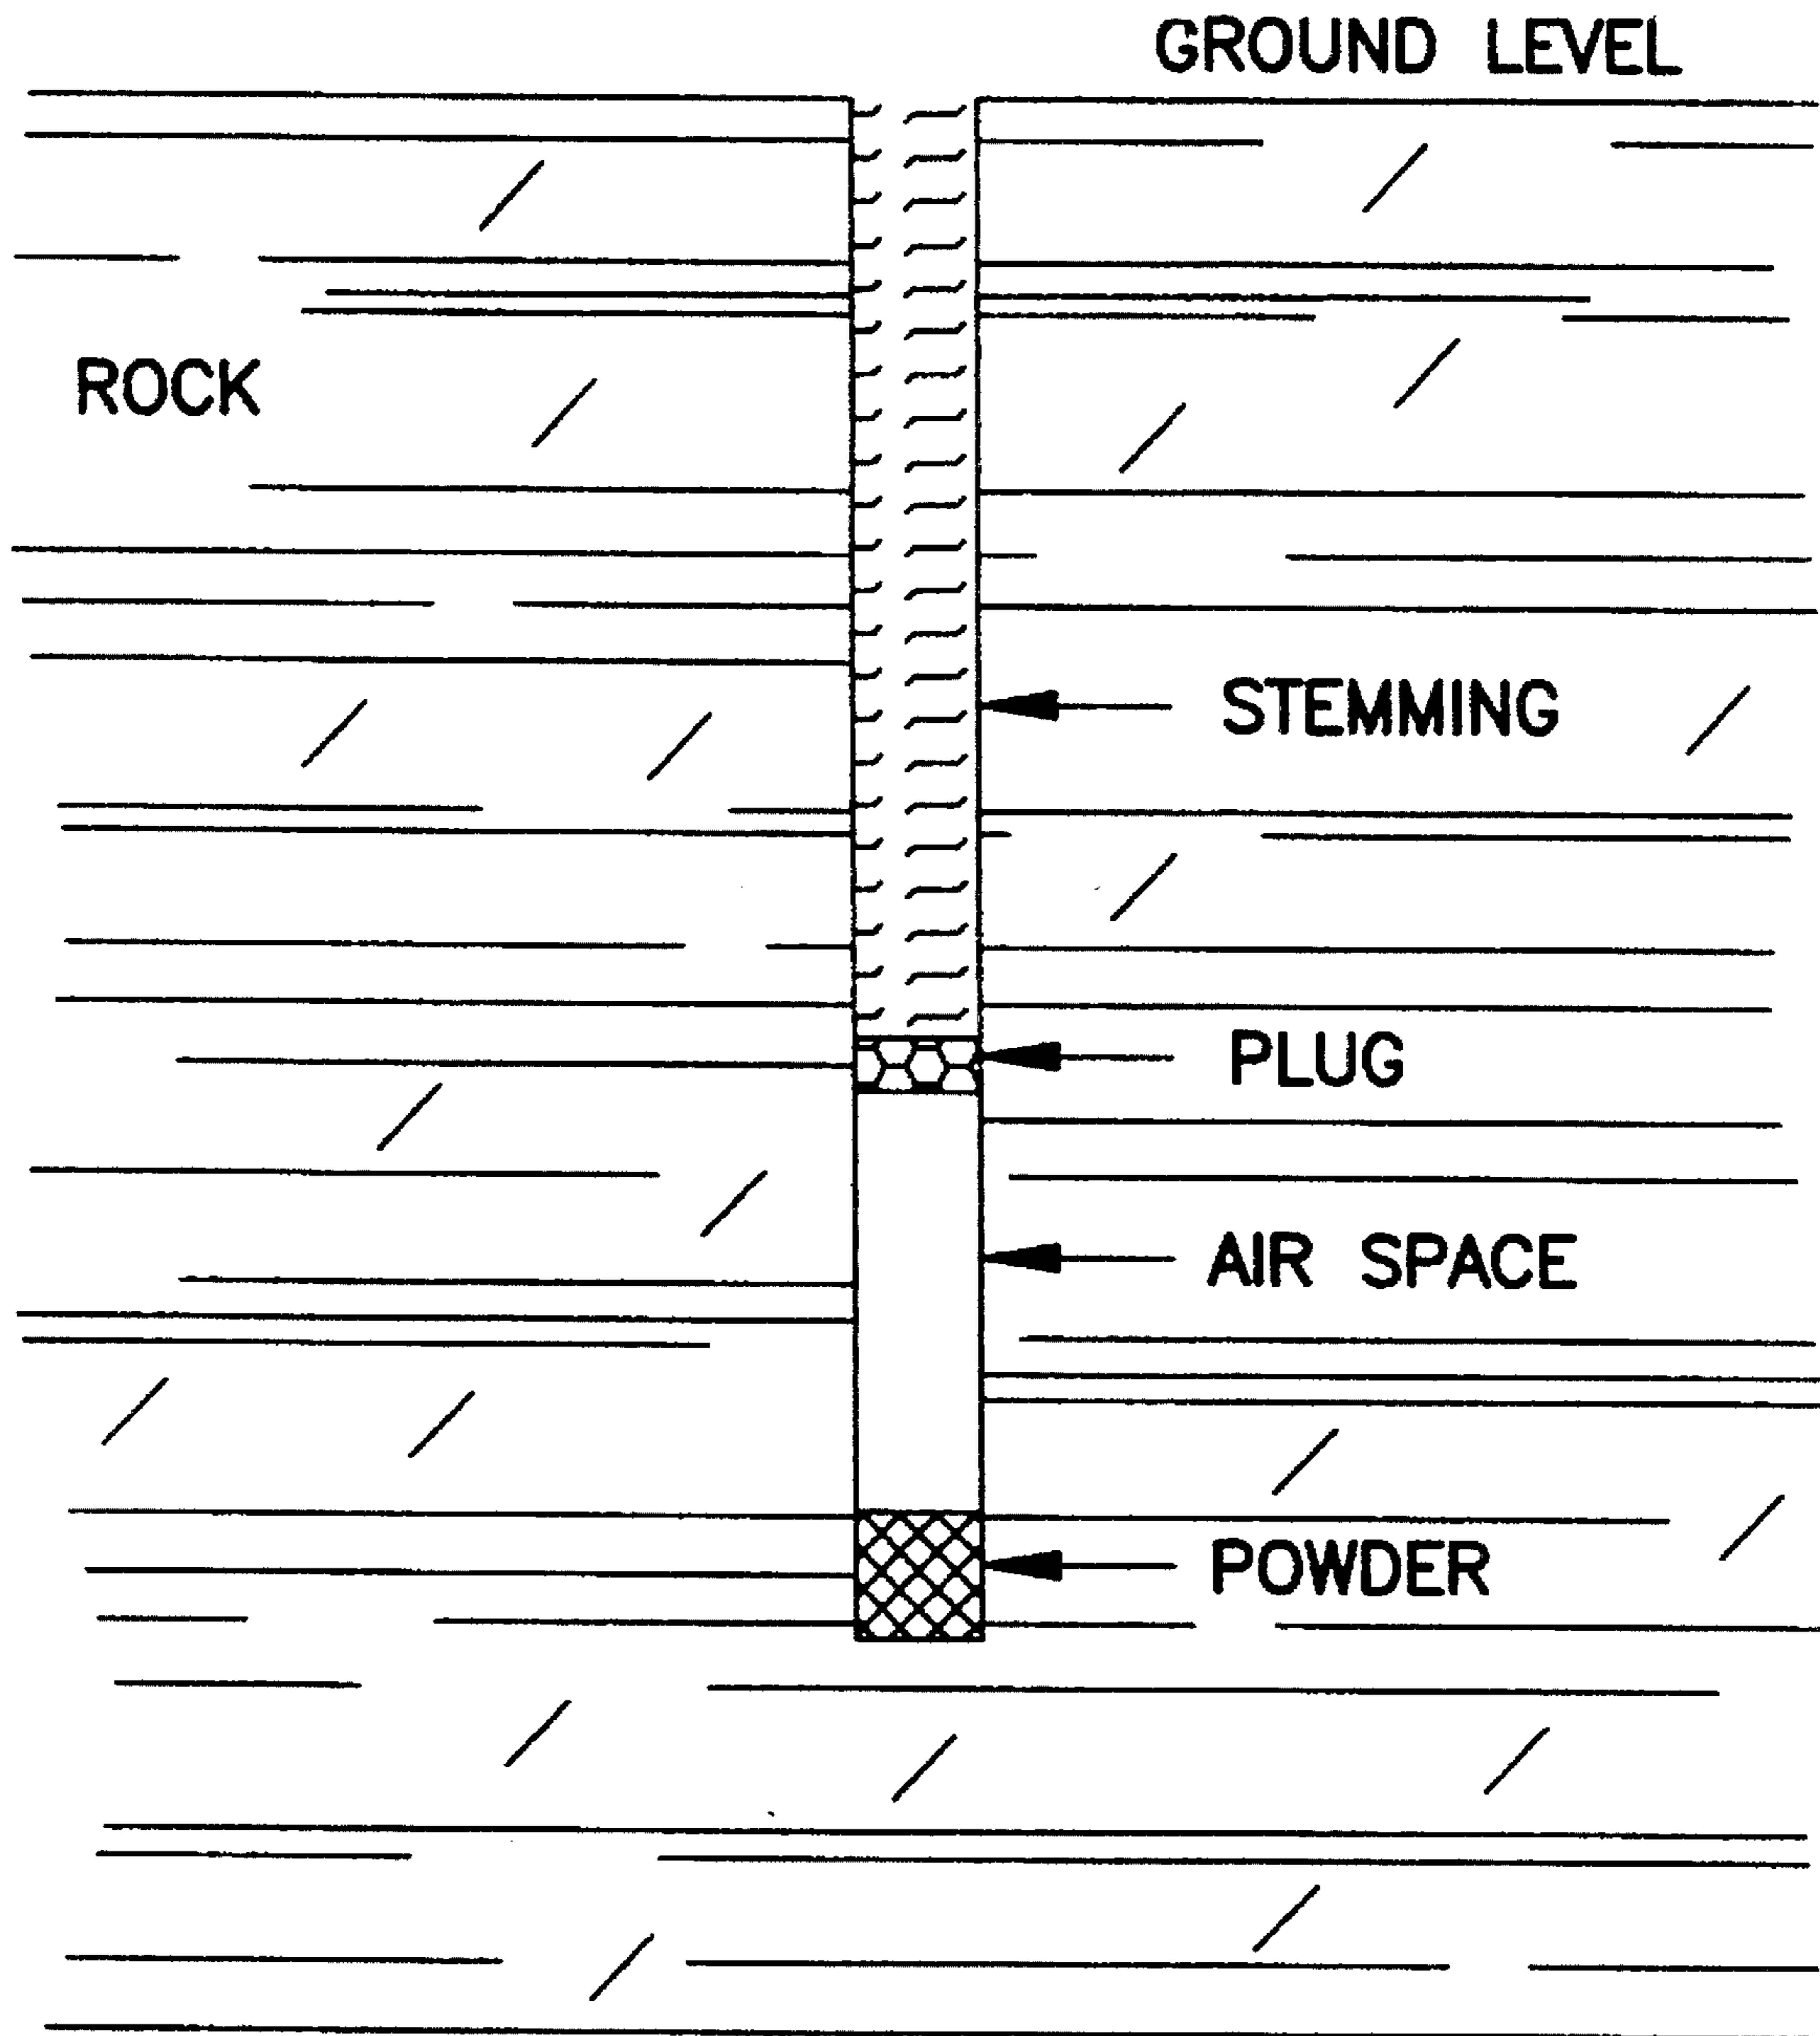 GROUND LEVEL
ROCK
STEMMING
PLUG
AIR SPACE
POWDER